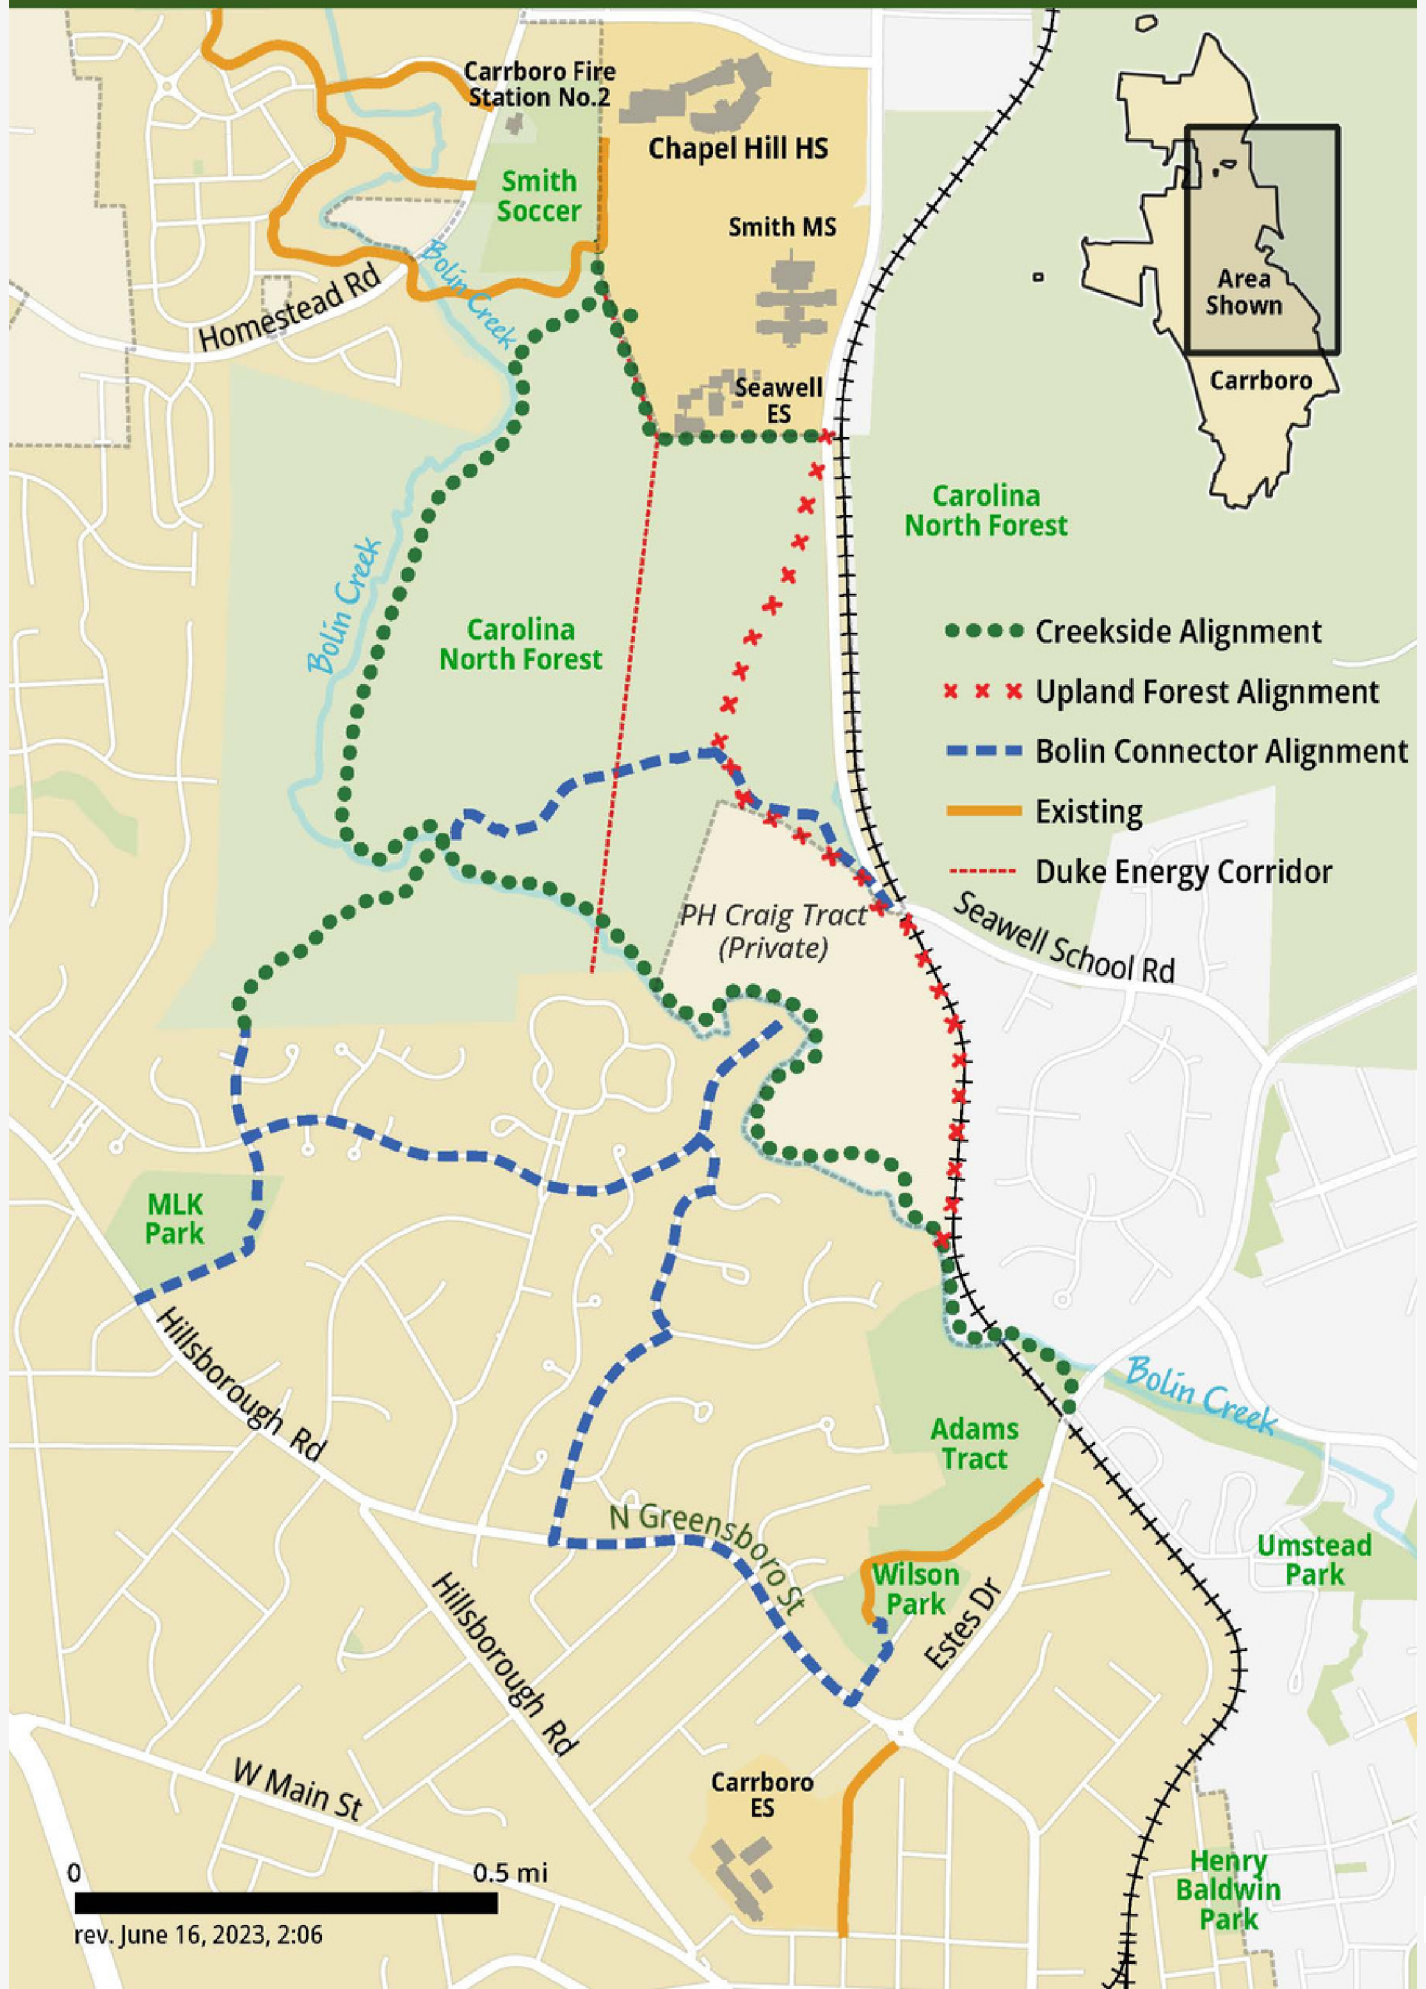 Carrboro Fire
Station No.2
Chapel Hill HS
Smith
Soccer
Smith MS
Bolin Creek
Homestead Rd
Area
Shown
Seawell
ES
Carrboro
Carolina
North Forest
Bolin Creek
Carolina
North Forest
Creekside Alignment
Upland Forest Alignment
Bolin Connector Alignment
Existing
Duke Energy Corridor
PH Craig Tract
(Private)
Seawell School Rd
MLK
Park
Hillsborough Rd
Bolin Creek
Adams
Tract
N Greensboro St
Umstead
Park
Wilson
Park
Estes Dr
Hillsborough Rd
W Main St
Carrboro
ES
0 0.5 mi
rev. June 16, 2023, 2:06
Henry
Baldwin
Park